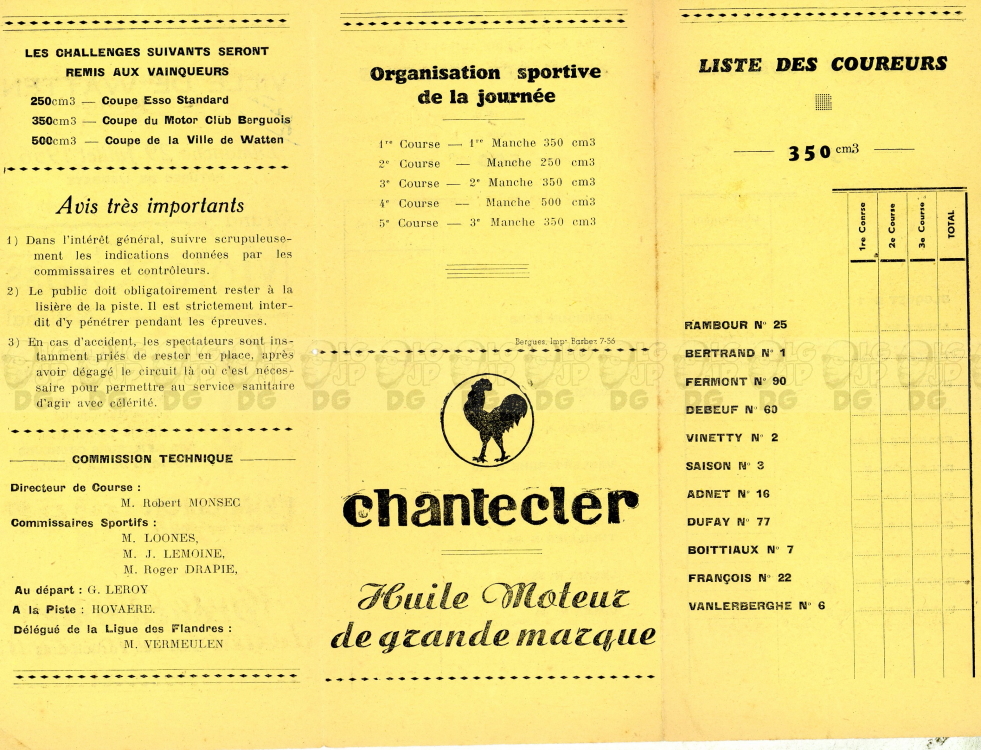 LES CHALLENGES SUIVANTS SERONT
REMIS AUX VAINQUEURS
250cm3 — Coupe Esso Standard
350cm3 — Coupe du Motor Club Berguois
500cm3 — Coupe de la Ville de Watten
Avis très importants
1) Dans l'intérêt général, suivre scrupuleuse-
ment les indications données par les
commissaires et contrôleurs.
2) Le public doit obligatoirement rester à la
lisière de la piste. Il est strictement inter-
dit d'y pénétrer pendant les épreuves.
3) En cas d'accident, les spectateurs sont ins-
tamment priés de rester en place, après
avoir dégagé le circuit là où c'est néces-
saire pour permettre au service sanitaire
d'agir avec célérité.
COMMISSION TECHNIQUE
Directeur de Course :
M. Robert MONSEC
Commissaires Sportifs :
M. LOONES,
M. J. LEMOINE,
M. Roger DRAPIE,
Au départ : G. LEROY
A la Piste : HOVAERE.
Délégué de la Ligue des Flandres :
M. VERMEULEN
Organisation sportive
de la journée
1re Course — 1re Manche 350 cm3
2e Course — Manche 250 cm3
3e Course — 2e Manche 350 cm3
4e Course — Manche 500 cm3
5e Course — 3e Manche 350 cm3
Bergues, Impr. Barbez 7-56
chantecler
Huile Moteur
de grande marque
LISTE DES COUREURS
350 cm3
1re Conrse
2e Course
3e Course
TOTAL
RAMBOUR N° 25
BERTRAND N° 1
FERMONT N° 90
DEBEUF N° 60
VINETTY N° 2
SAISON N° 3
ADNET N° 16
DUFAY N° 77
BOITTIAUX N° 7
FRANÇOIS N° 22
VANLERBERGHE N° 6